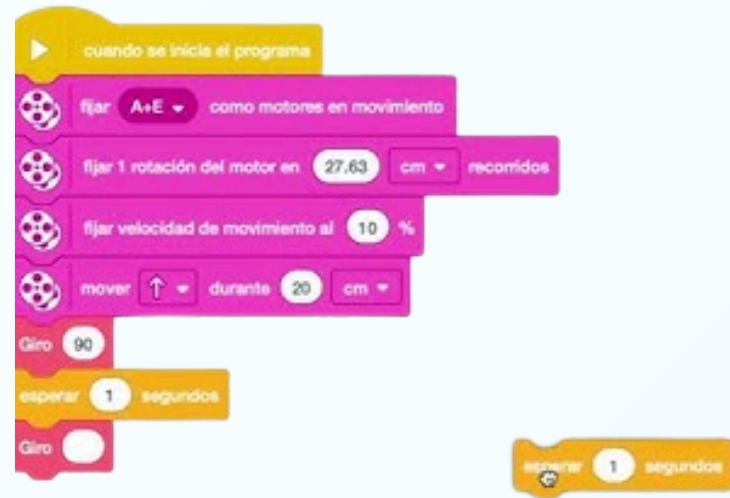 cuando se inicia el programa
fijar A+E como motores en movimiento
fijar 1 rotación del motor en 27.63 cm recorridos
fijar velocidad de movimiento al 10 %
mover durante 20 cm
Giro 90
esperar 1 segundos
Giro
esperar 1 segundos